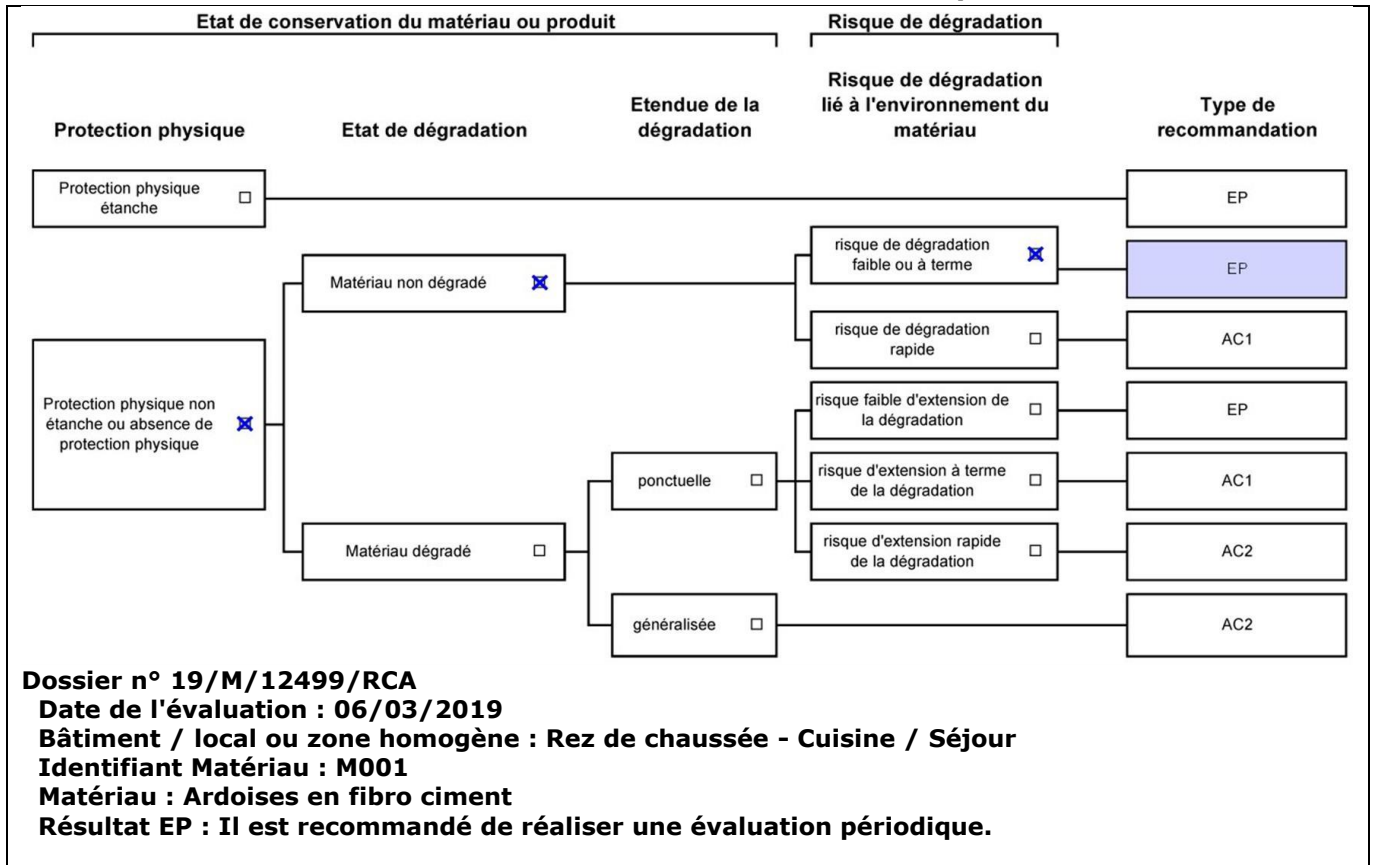 Etat de conservation du matériau ou produit
Risque de dégradation
Protection physique
Etat de dégradation
Etendue de la
dégradation
Risque de dégradation
lié à l'environnement du
matériau
Type de
recommandation
Protection physique
étanche
EP
risque de dégradation
faible ou à terme
EP
Matériau non dégradé
risque de dégradation
rapide
AC1
Protection physique non
étanche ou absence de
protection physique
risque faible d'extension de
la dégradation
EP
ponctuelle
risque d'extension à terme
de la dégradation
AC1
Matériau dégradé
risque d'extension rapide
de la dégradation
AC2
généralisée
AC2
Dossier n° 19/M/12499/RCA
Date de l'évaluation : 06/03/2019
Bâtiment / local ou zone homogène : Rez de chaussée - Cuisine / Séjour
Identifiant Matériau : M001
Matériau : Ardoises en fibro ciment
Résultat EP : Il est recommandé de réaliser une évaluation périodique.